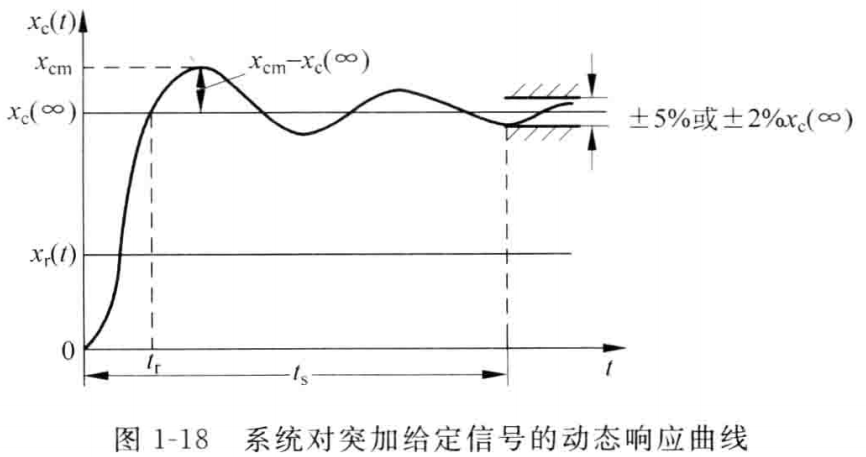 x_c(t)
x_cm
x_cm−x_c(∞)
x_c(∞)
±5%或±2%x_c(∞)
x_r(t)
0
t_r
t_s
t
图 1-18 系统对突加给定信号的动态响应曲线